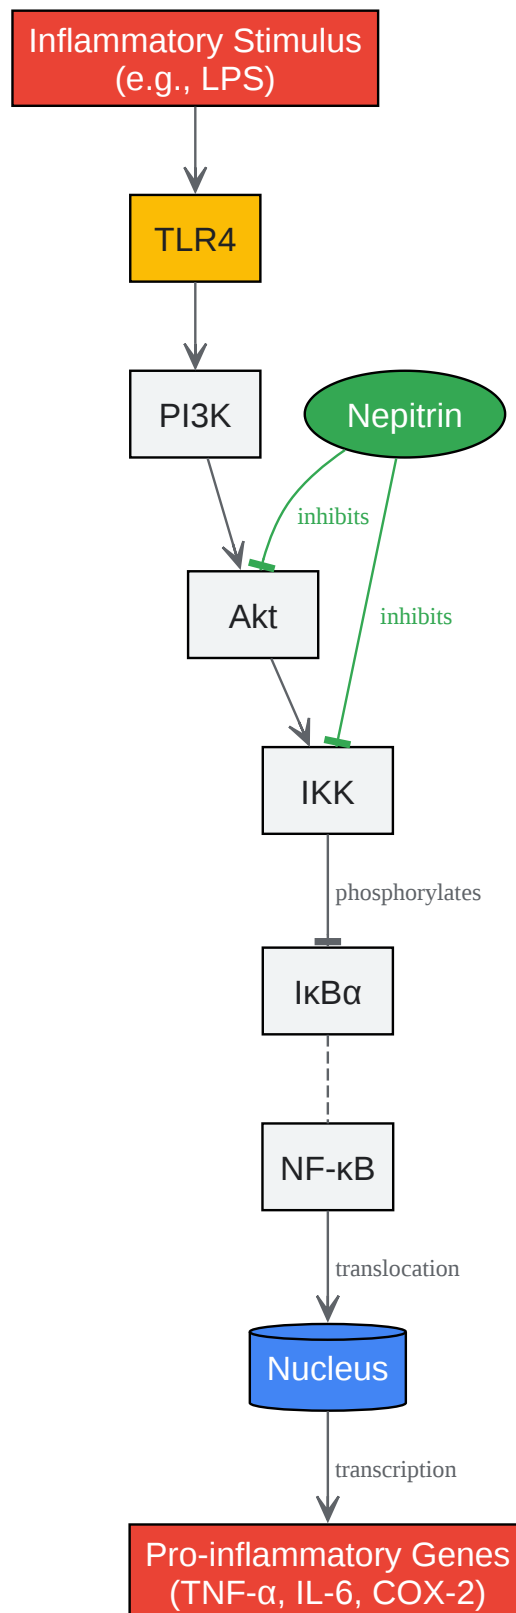 Inflammatory Stimulus
(e.g., LPS)
TLR4
PI3K
Nepitrin
inhibits
Akt
inhibits
IKK
phosphorylates
IκBα
NF-κB
translocation
Nucleus
transcription
Pro-inflammatory Genes
(TNF-α, IL-6, COX-2)